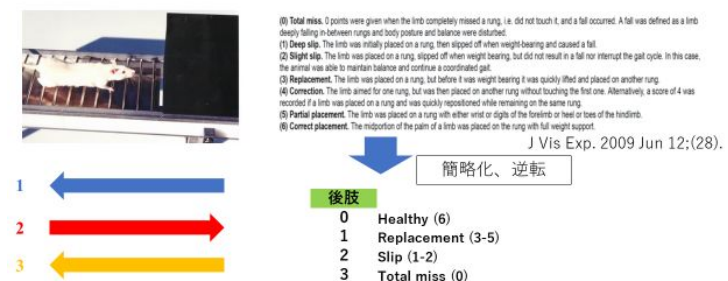 (0) Total miss. 0 points were given when the limb completely missed a rung, i.e. did not touch it, and a fall occurred. A fall was defined as a limb
deeply falling in-between rungs and body posture and balance were disturbed.
(1) Deep slip. The limb was initially placed on a rung, then slipped off when weight-bearing and caused a fall.
(2) Slight slip. The limb was placed on a rung, slipped off when weight bearing, but did not result in a fall nor interrupt the gait cycle. In this case,
the animal was able to maintain balance and continue a coordinated gait.
(3) Replacement. The limb was placed on a rung, but before it was weight bearing it was quickly lifted and placed on another rung.
(4) Correction. The limb aimed for one rung, but was then placed on another rung without touching the first one. Alternatively, a score of 4 was
recorded if a limb was placed on a rung and was quickly repositioned while remaining on the same rung.
(5) Partial placement. The limb was placed on a rung with either wrist or digits of the forelimb or heel or toes of the hindlimb.
(6) Correct placement. The midportion of the palm of a limb was placed on the rung with full weight support.
J Vis Exp. 2009 Jun 12;(28).
簡略化、逆転
1
2
3
後肢
0 Healthy (6)
1 Replacement (3-5)
2 Slip (1-2)
3 Total miss (0)